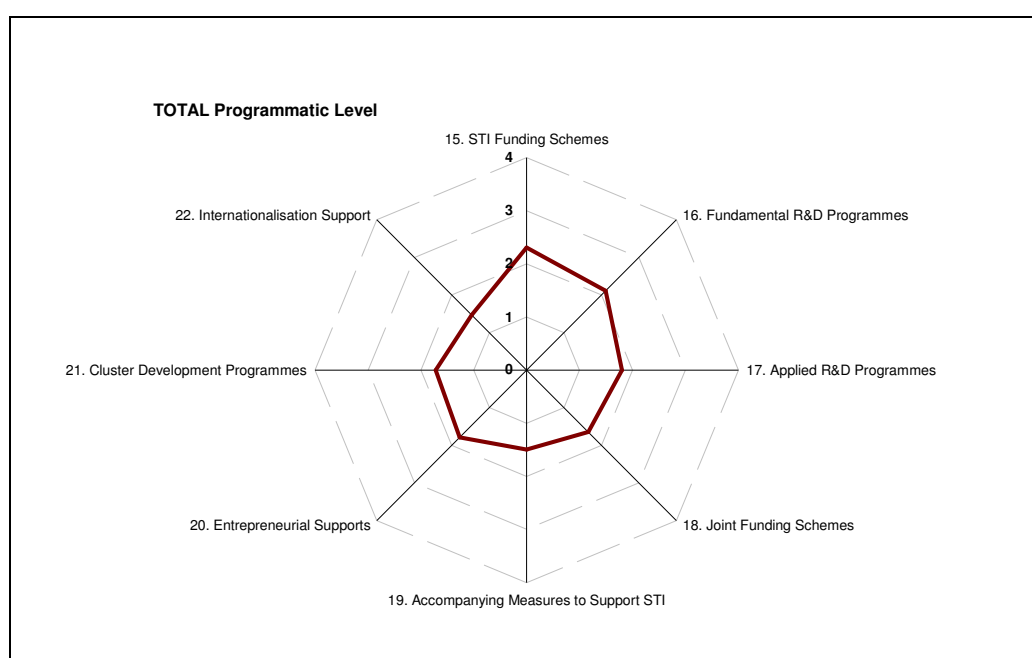 TOTAL Programmatic Level
15. STI Funding Schemes
4
22. Internationalisation Support
16. Fundamental R&D Programmes
3
2
1
21. Cluster Development Programmes
0
17. Applied R&D Programmes
20. Entrepreneurial Supports
18. Joint Funding Schemes
19. Accompanying Measures to Support STI